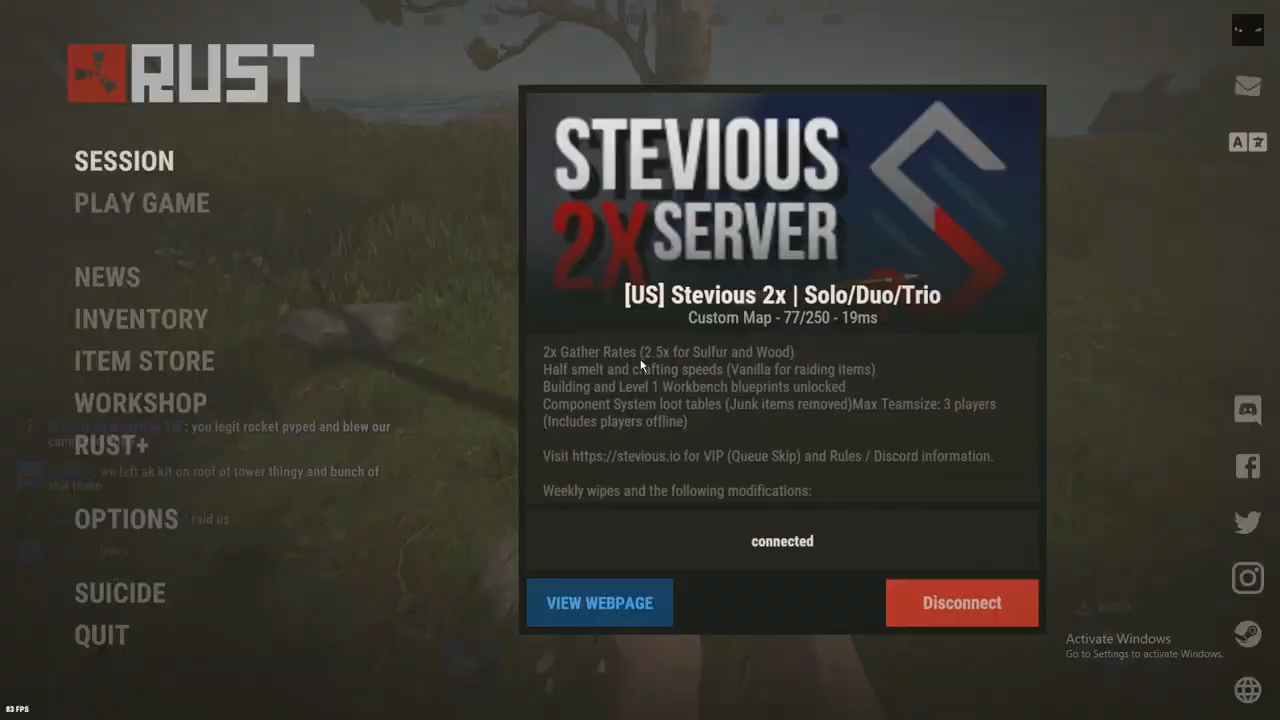 RUST
SESSION
PLAY GAME
NEWS
INVENTORY
ITEM STORE
WORKSHOP
RUST+
OPTIONS
SUICIDE
QUIT
: you legit rocket pvped and blew our
: we left ak kit on roof of tower thingy and bunch of
raid us
83 FPS
STEVIOUS
2X SERVER
[US] Stevious 2x | Solo/Duo/Trio
Custom Map - 77/250 - 19ms
2x Gather Rates (2.5x for Sulfur and Wood)
Half smelt and crafting speeds (Vanilla for raiding items)
Building and Level 1 Workbench blueprints unlocked
Component System loot tables (Junk items removed)Max Teamsize: 3 players
(Includes players offline)
Visit https://stevious.io for VIP (Queue Skip) and Rules / Discord information.
Weekly wipes and the following modifications:
connected
VIEW WEBPAGE
Disconnect
A
Activate Windows
Go to Settings to activate Windows.